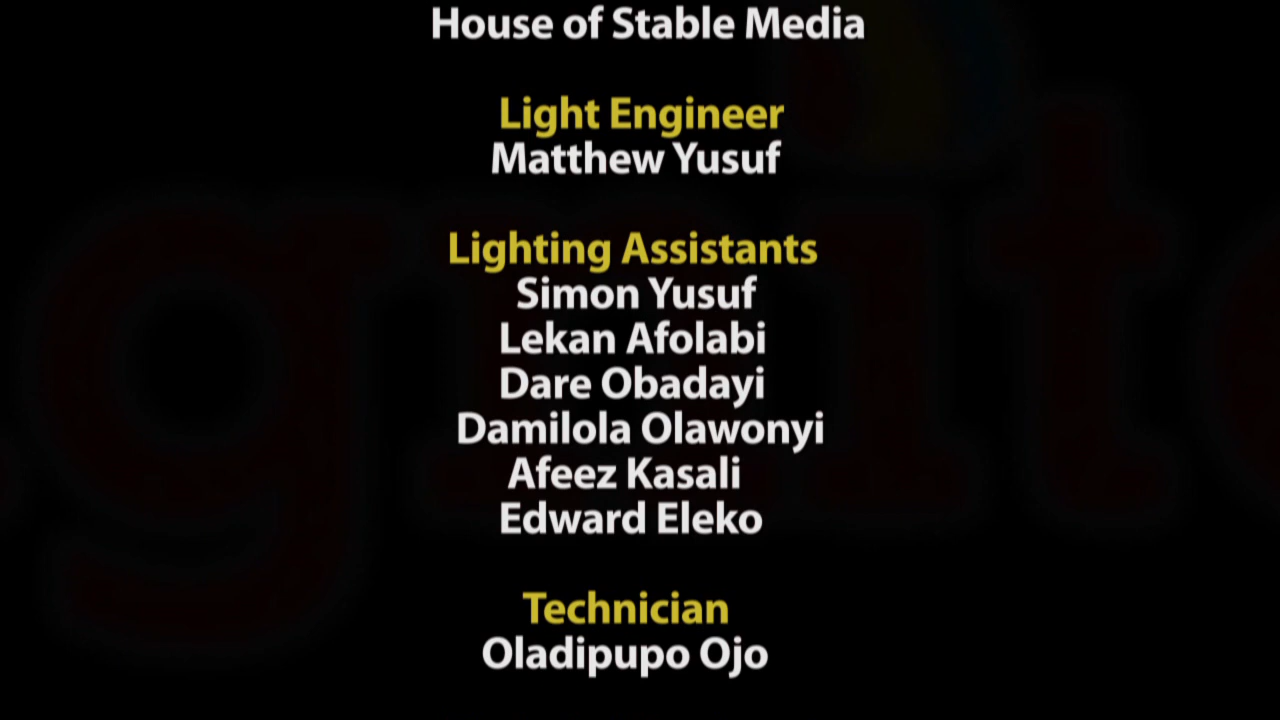 House of Stable Media
Light Engineer
Matthew Yusuf
Lighting Assistants
Simon Yusuf
Lekan Afolabi
Dare Obadayi
Damilola Olawonyi
Afeez Kasali
Edward Eleko
Technician
Oladipupo Ojo